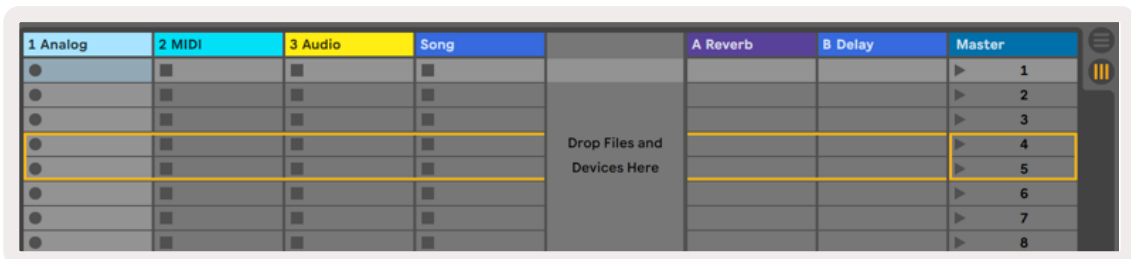 1 Analog 2 MIDI 3 Audio Song A Reverb B Delay Master
1
2
3
Drop Files and 4
Devices Here 5
6
7
8